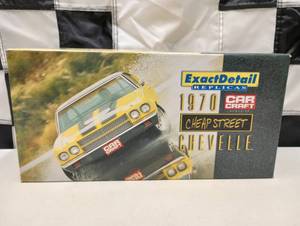 ExactDetail
REPLICAS
1970 CAR CRAFT
CHEAP STREET
CHEVELLE